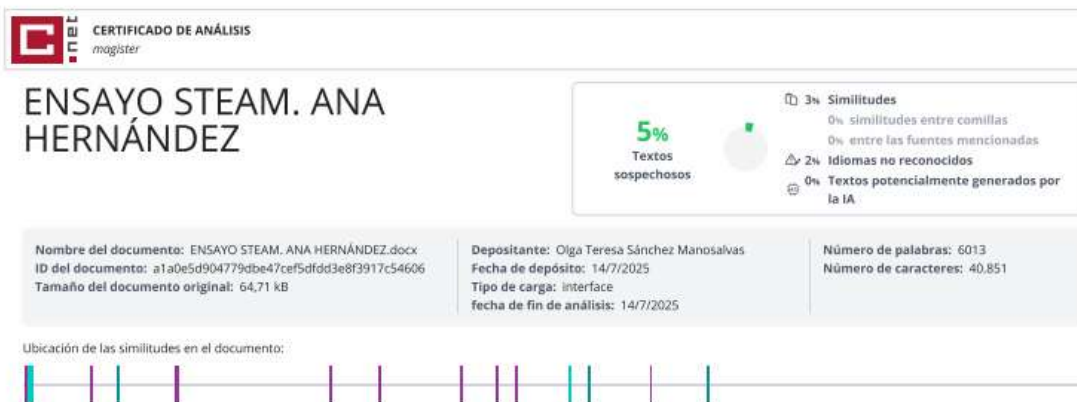 C.net
CERTIFICADO DE ANÁLISIS
magister
ENSAYO STEAM. ANA
HERNÁNDEZ
5%
Textos
sospechosos
3% Similitudes
0% similitudes entre comillas
0% entre las fuentes mencionadas
2% Idiomas no reconocidos
0% Textos potencialmente generados por
la IA
Nombre del documento: ENSAYO STEAM. ANA HERNÁNDEZ.docx
ID del documento: a1a0e5d904779dbe47cef5dfdd3e8f3917c54606
Tamaño del documento original: 64,71 kB
Depositante: Olga Teresa Sánchez Manosalvas
Fecha de depósito: 14/7/2025
Tipo de carga: interface
fecha de fin de análisis: 14/7/2025
Número de palabras: 6013
Número de caracteres: 40.851
Ubicación de las similitudes en el documento: